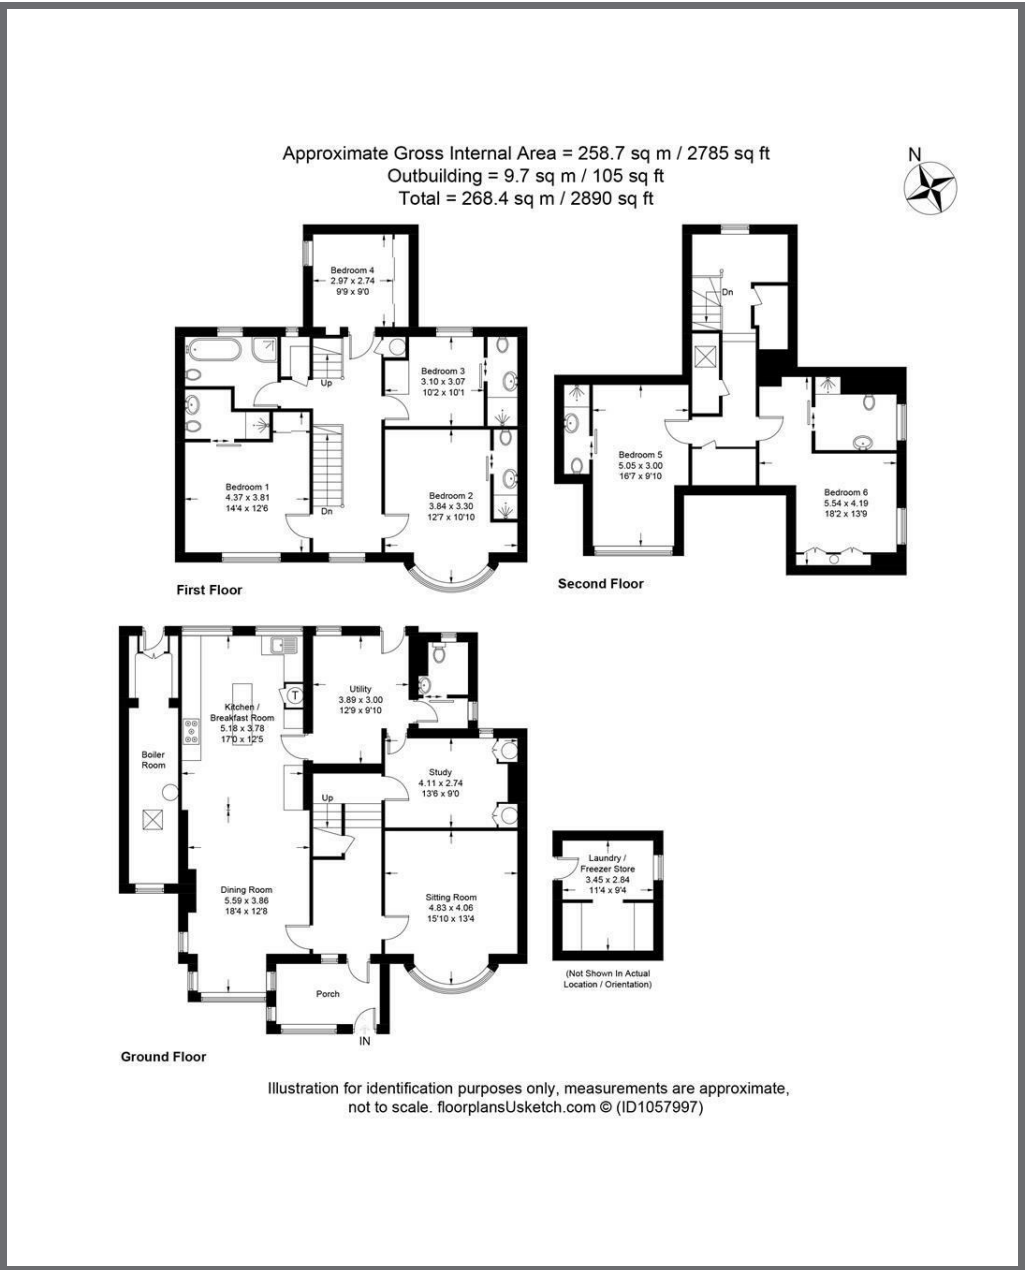 Approximate Gross Internal Area = 258.7 sq m / 2785 sq ft
Outbuilding = 9.7 sq m / 105 sq ft
Total = 268.4 sq m / 2890 sq ft
N
Bedroom 4
2.97 x 2.74
9'9 x 9'0
Up
Bedroom 3
3.10 x 3.07
10'2 x 10'1
Bedroom 1
4.37 x 3.81
14'4 x 12'6
Dn
Bedroom 2
3.84 x 3.30
12'7 x 10'10
First Floor
Dn
Bedroom 5
5.05 x 3.00
16'7 x 9'10
Bedroom 6
5.54 x 4.19
18'2 x 13'9
Second Floor
Kitchen /
Breakfast Room
5.18 x 3.78
17'0 x 12'5
T
Utility
3.89 x 3.00
12'9 x 9'10
Boiler
Room
Study
4.11 x 2.74
13'6 x 9'0
Up
Dining Room
5.59 x 3.86
18'4 x 12'8
Sitting Room
4.83 x 4.06
15'10 x 13'4
Porch
IN
Ground Floor
Laundry /
Freezer Store
3.45 x 2.84
11'4 x 9'4
(Not Shown In Actual
Location / Orientation)
Illustration for identification purposes only, measurements are approximate,
not to scale. floorplansUsketch.com © (ID1057997)